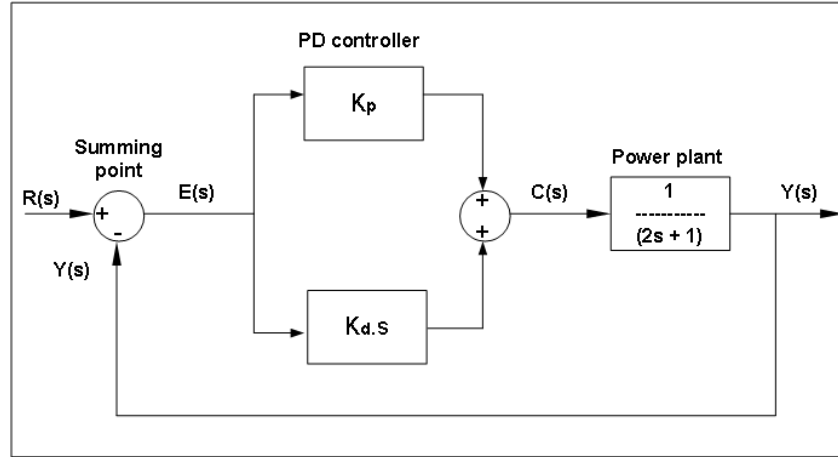 PD controller
Kp
Summing
point
R(s)
+
-
E(s)
Y(s)
Kd.s
+
+
C(s)
Power plant
1
-----------
(2s + 1)
Y(s)